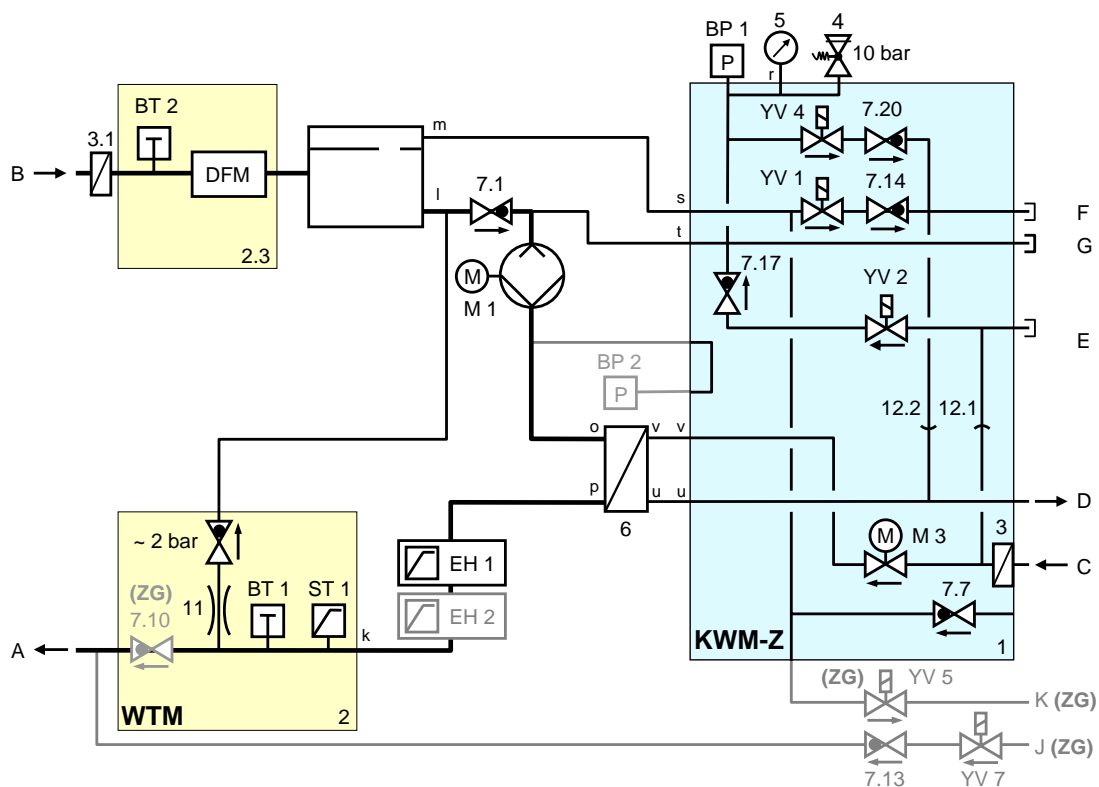 BP 1
5
4
P
r
10 bar
BT 2
YV 4
7.20
3.1
m
B
DFM
7.1
YV 1
7.14
l
s
F
t
G
2.3
M
M 1
7.17
YV 2
E
BP 2
P
12.2
12.1
o
v
v
p
u
u
D
6
~ 2 bar
M
M 3
3
EH 1
C
(ZG)
7.10
11
BT 1
ST 1
EH 2
7.7
k
A
KWM-Z
1
(ZG)
YV 5
K (ZG)
WTM
2
J (ZG)
7.13
YV 7